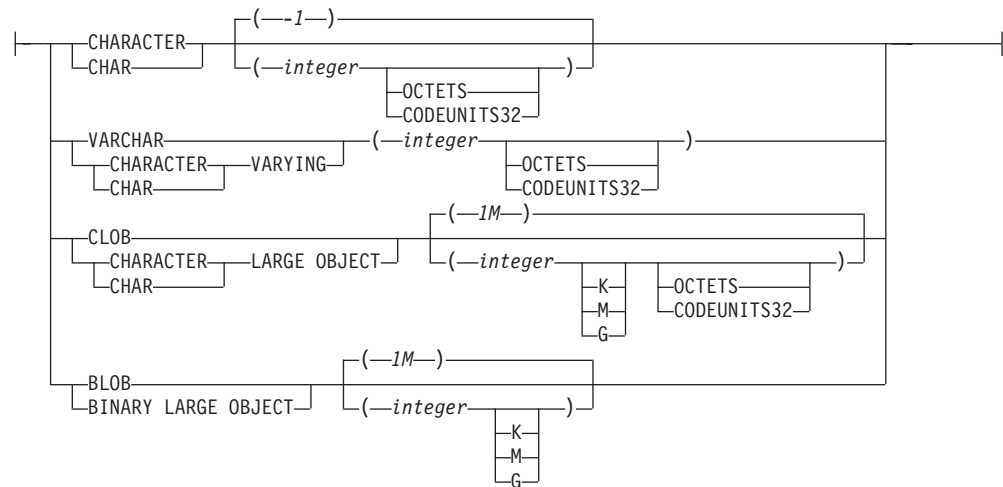 ( -1 )
CHARACTER
CHAR ( integer )
OCTETS
CODEUNITS32
VARCHAR ( integer )
CHARACTER VARYING OCTETS
CHAR CODEUNITS32
( 1M )
CLOB
CHARACTER LARGE OBJECT ( integer )
CHAR K OCTETS
M CODEUNITS32
G
( 1M )
BLOB
BINARY LARGE OBJECT ( integer )
K
M
G